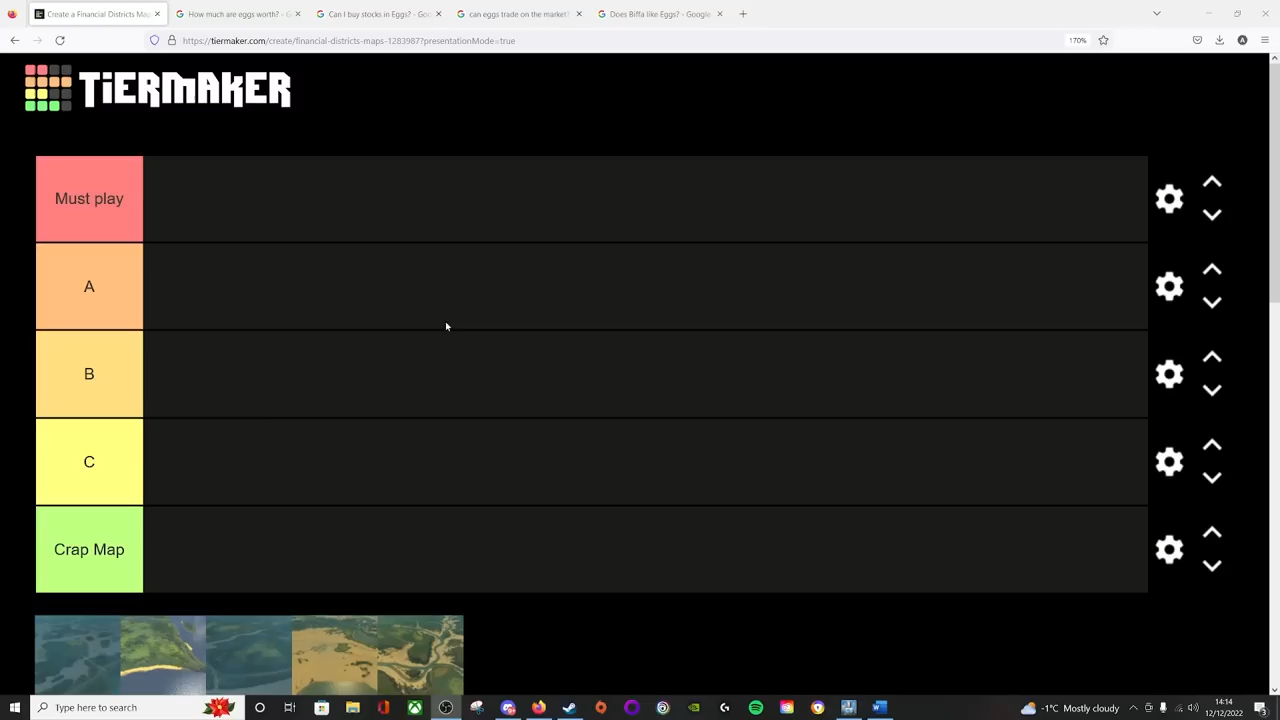 Create a Financial Districts Map
How much are eggs worth? - G
Can I buy stocks in Eggs? - Goo
can eggs trade on the market?
Does Biffa like Eggs? - Google
https://tiermaker.com/create/financial-districts-maps-1283987?presentationMode=true
170%
TiERMAKER
Must play
A
B
C
Crap Map
Type here to search
-1°C Mostly cloudy
14:14
12/12/2022